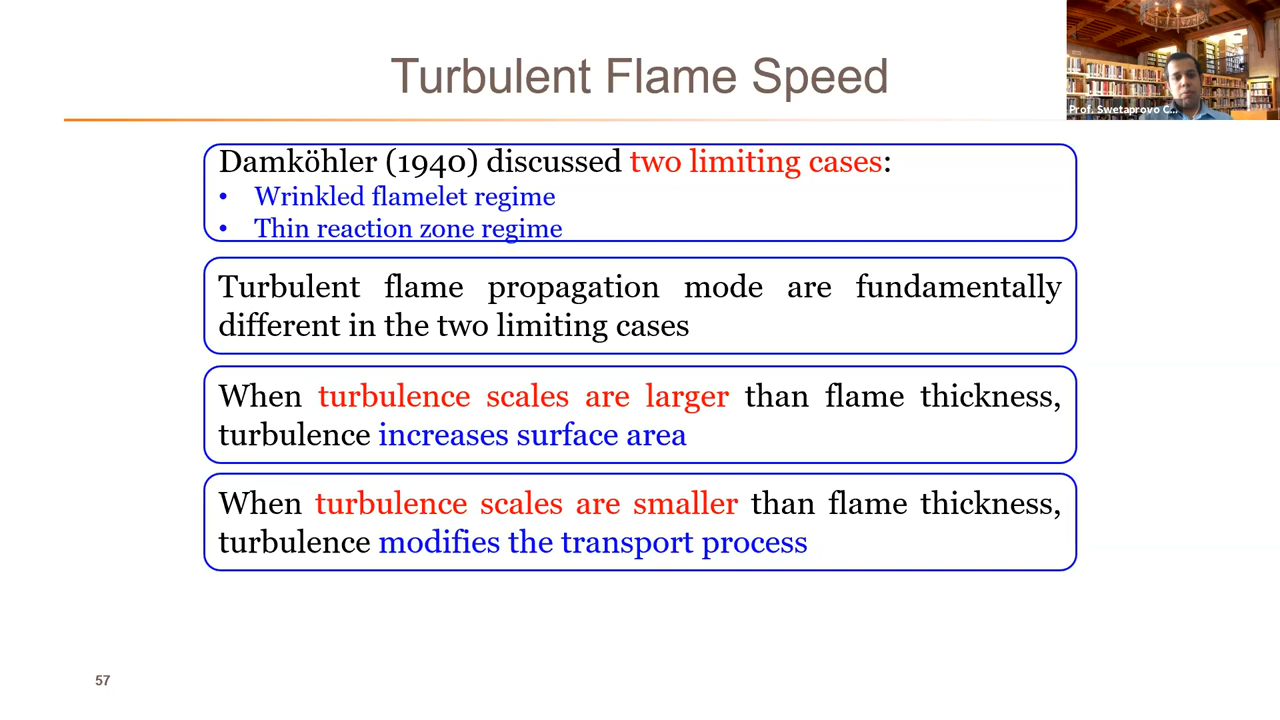 Turbulent Flame Speed
Prof. Swetaprovo C...
Damköhler (1940) discussed two limiting cases:
• Wrinkled flamelet regime
• Thin reaction zone regime
Turbulent flame propagation mode are fundamentally
different in the two limiting cases
When turbulence scales are larger than flame thickness,
turbulence increases surface area
When turbulence scales are smaller than flame thickness,
turbulence modifies the transport process
57